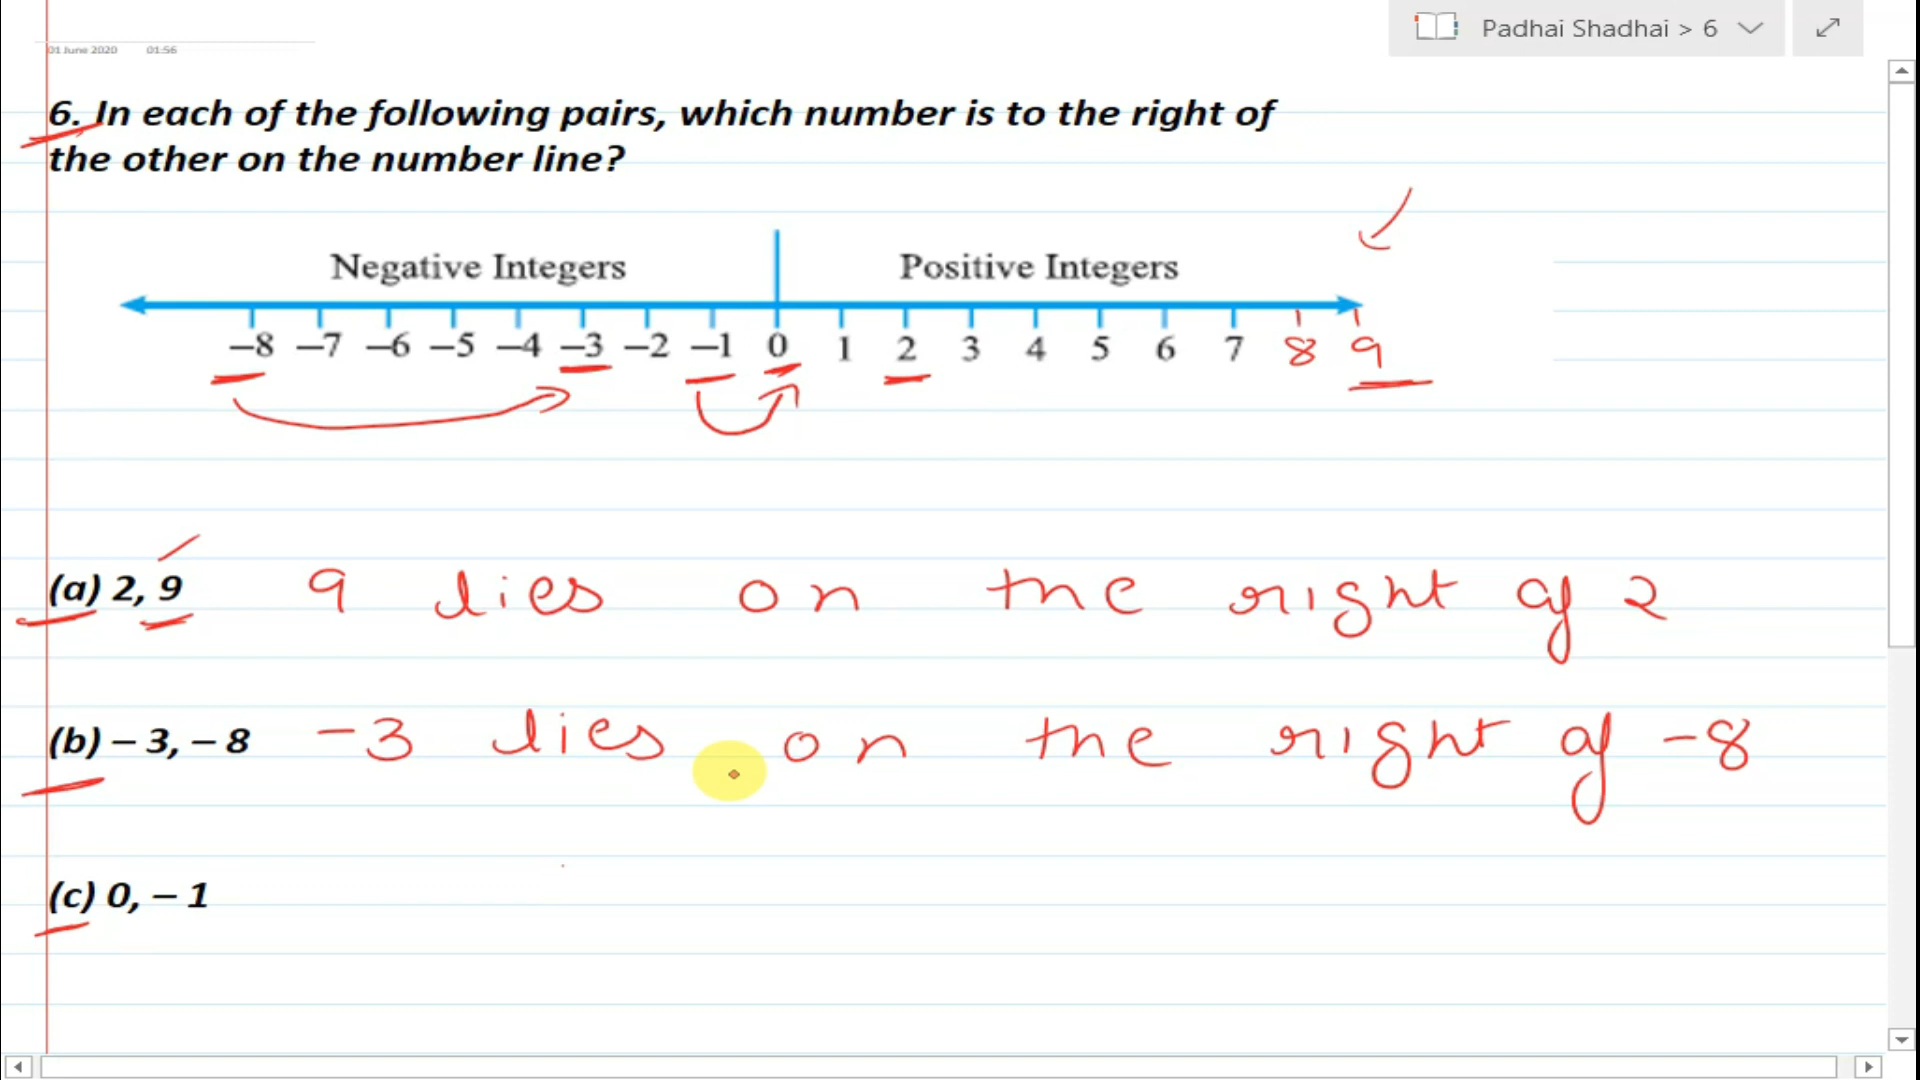 Padhai Shadhai > 6
01 June 2020 01:56
6. In each of the following pairs, which number is to the right of
the other on the number line?
Negative Integers Positive Integers
–8 –7 –6 –5 –4 –3 –2 –1 0 1 2 3 4 5 6 7 8 9
(a) 2, 9 9 lies on the right of 2
(b) – 3, – 8 -3 lies on the right of -8
(c) 0, – 1